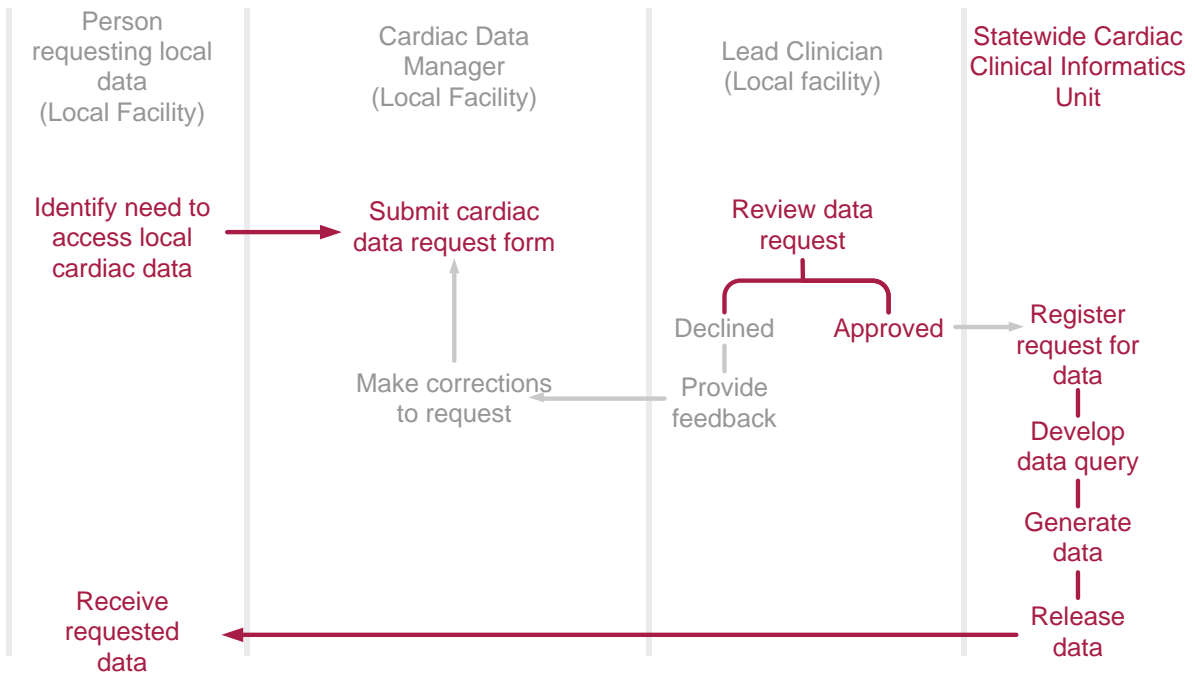 Person
requesting local
data
(Local Facility)
Cardiac Data
Manager
(Local Facility)
Lead Clinician
(Local facility)
Statewide Cardiac
Clinical Informatics
Unit
Identify need to
access local
cardiac data
Submit cardiac
data request form
Review data
request
Declined
Approved
Register
request for
data
Make corrections
to request
Provide
feedback
Develop
data query
Generate
data
Release
data
Receive
requested
data